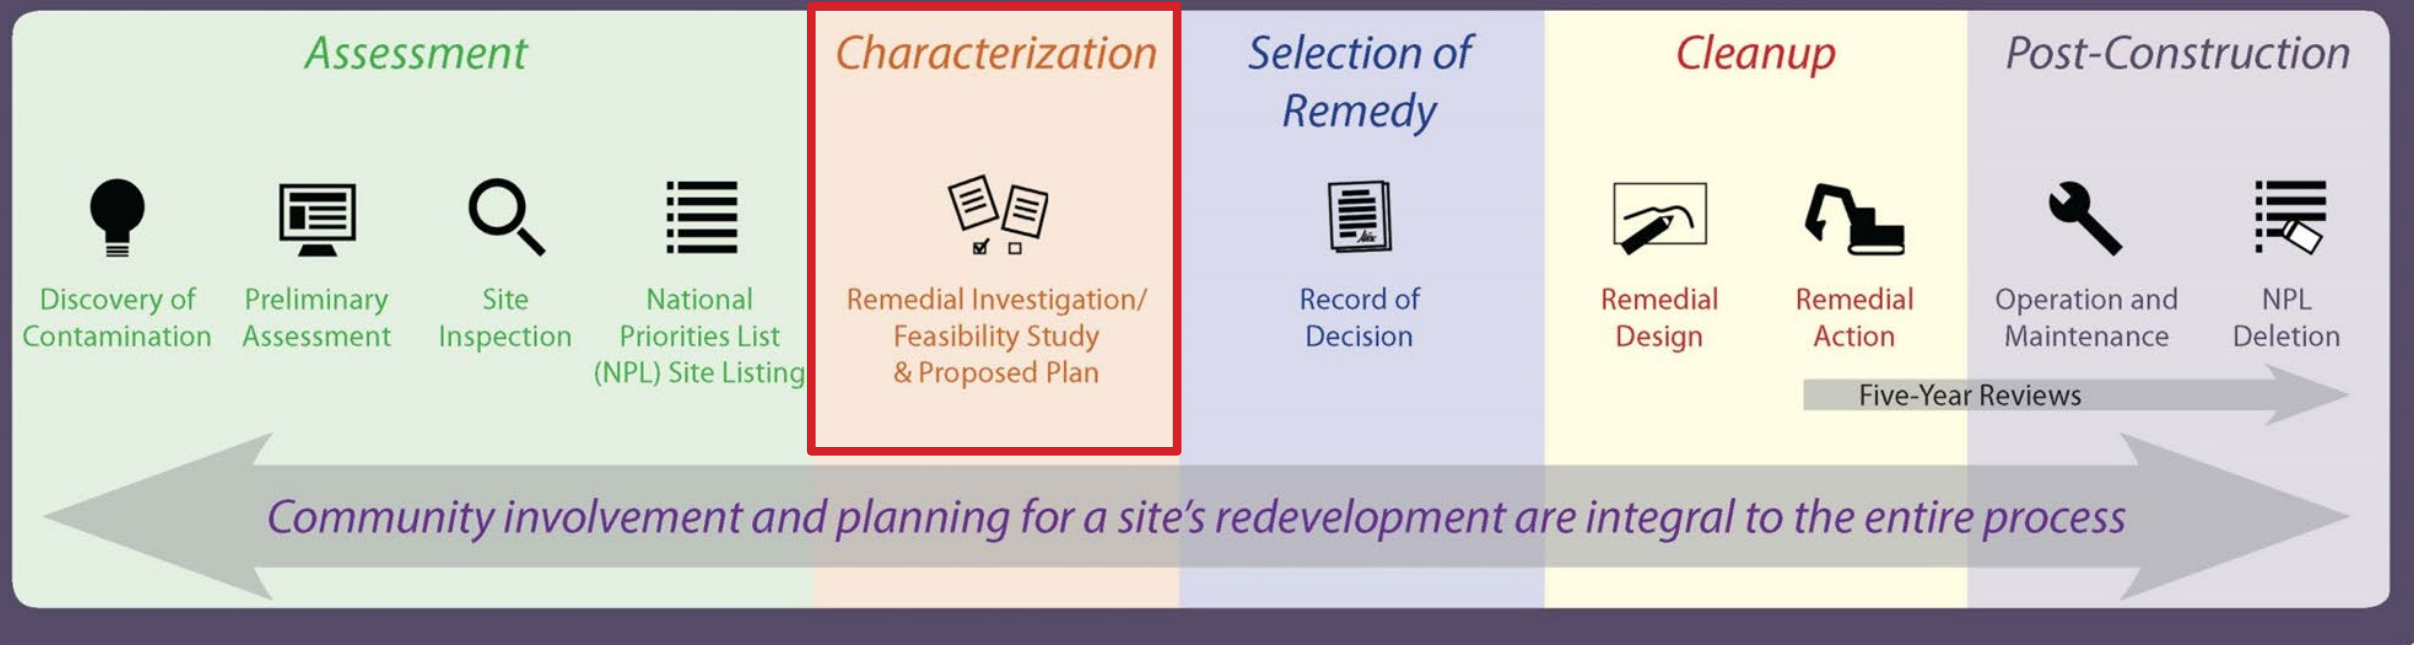 Assessment
Discovery of
Contamination
Preliminary
Assessment
Site
Inspection
National
Priorities List
(NPL) Site Listing
Characterization
Remedial Investigation/
Feasibility Study
& Proposed Plan
Selection of
Remedy
Record of
Decision
Cleanup
Remedial
Design
Remedial
Action
Post-Construction
Operation and
Maintenance
NPL
Deletion
Five-Year Reviews
Community involvement and planning for a site's redevelopment are integral to the entire process